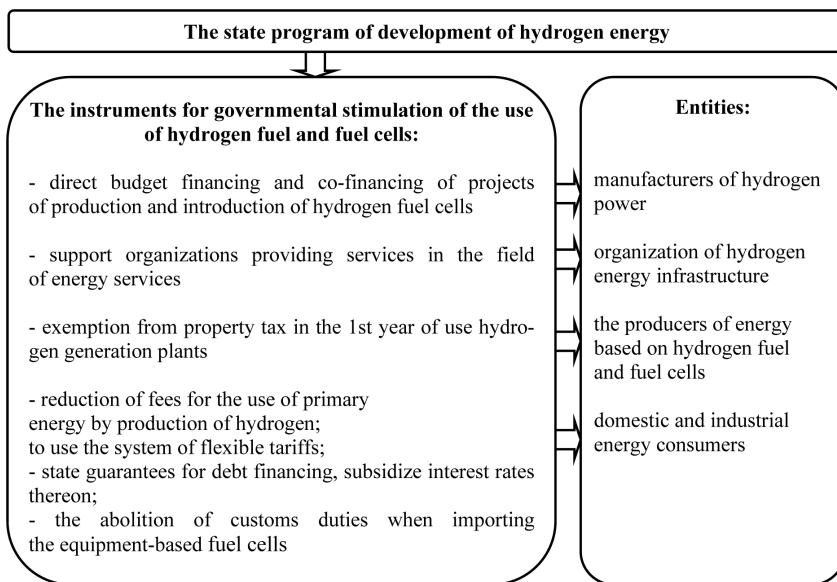 The state program of development of hydrogen energy
The instruments for governmental stimulation of the use
of hydrogen fuel and fuel cells:
- direct budget financing and co-financing of projects
of production and introduction of hydrogen fuel cells
- support organizations providing services in the field
of energy services
- exemption from property tax in the 1st year of use hydro-
gen generation plants
- reduction of fees for the use of primary
energy by production of hydrogen;
to use the system of flexible tariffs;
- state guarantees for debt financing, subsidize interest rates
thereon;
- the abolition of customs duties when importing
the equipment-based fuel cells
Entities:
manufacturers of hydrogen
power
organization of hydrogen
energy infrastructure
the producers of energy
based on hydrogen fuel
and fuel cells
domestic and industrial
energy consumers